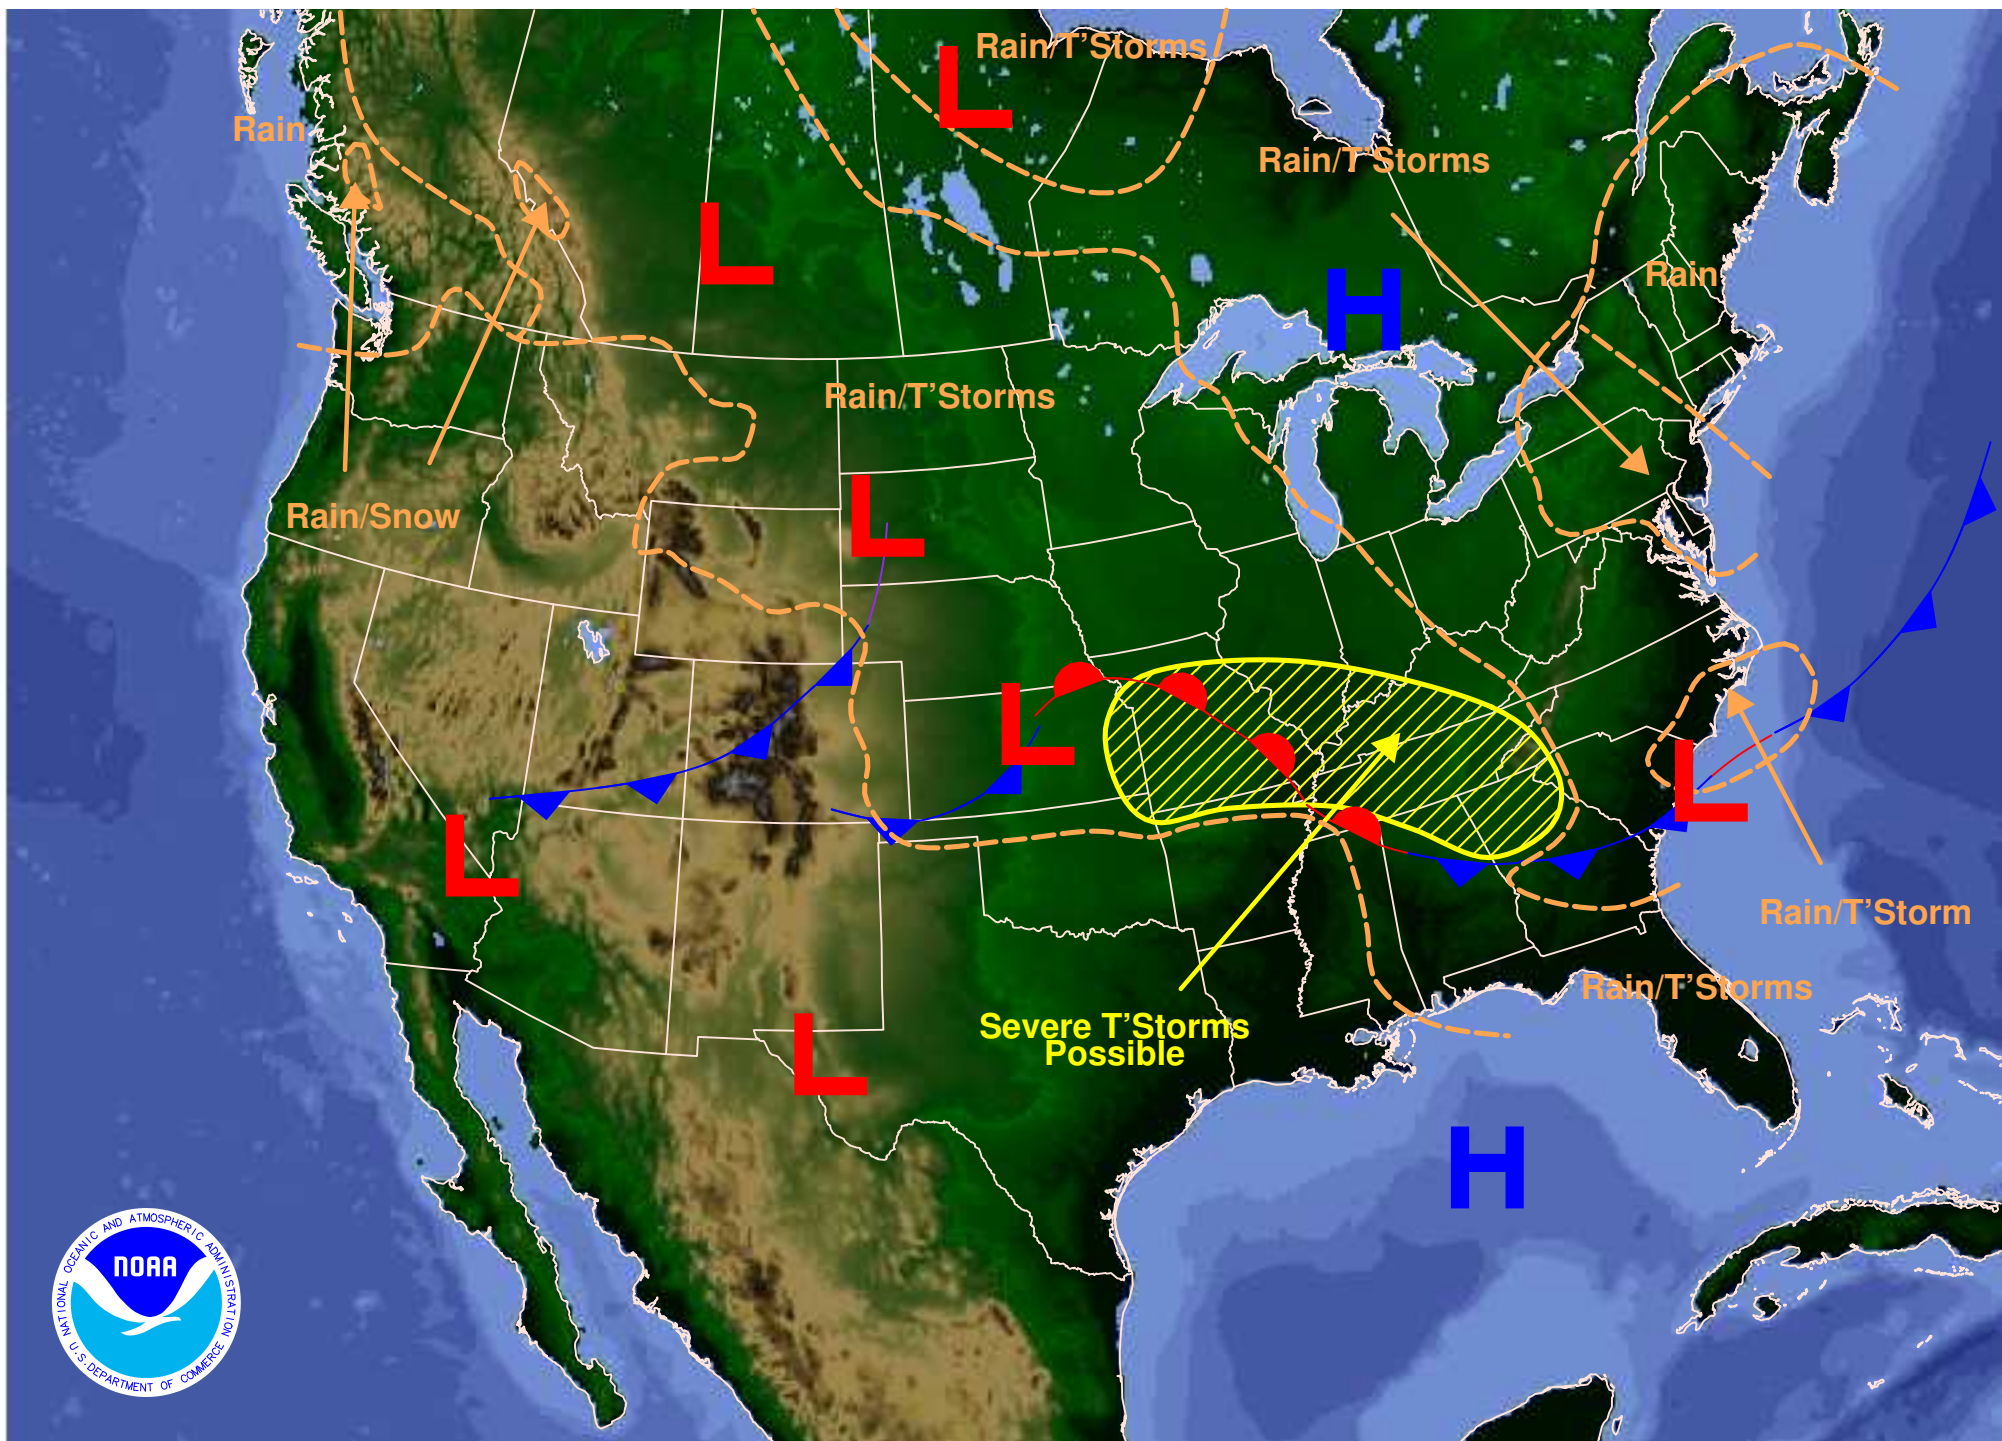 Rain/T'Storms
L
Rain
Rain/T'Storms
L
Rain
H
Rain/T'Storms
Rain/Snow
L
L
L
L
Rain/T'Storm
Rain/T'Storms
Severe T'Storms
Possible
L
H
NATIONAL OCEANIC AND ATMOSPHERIC ADMINISTRATION
NOAA
U.S. DEPARTMENT OF COMMERCE